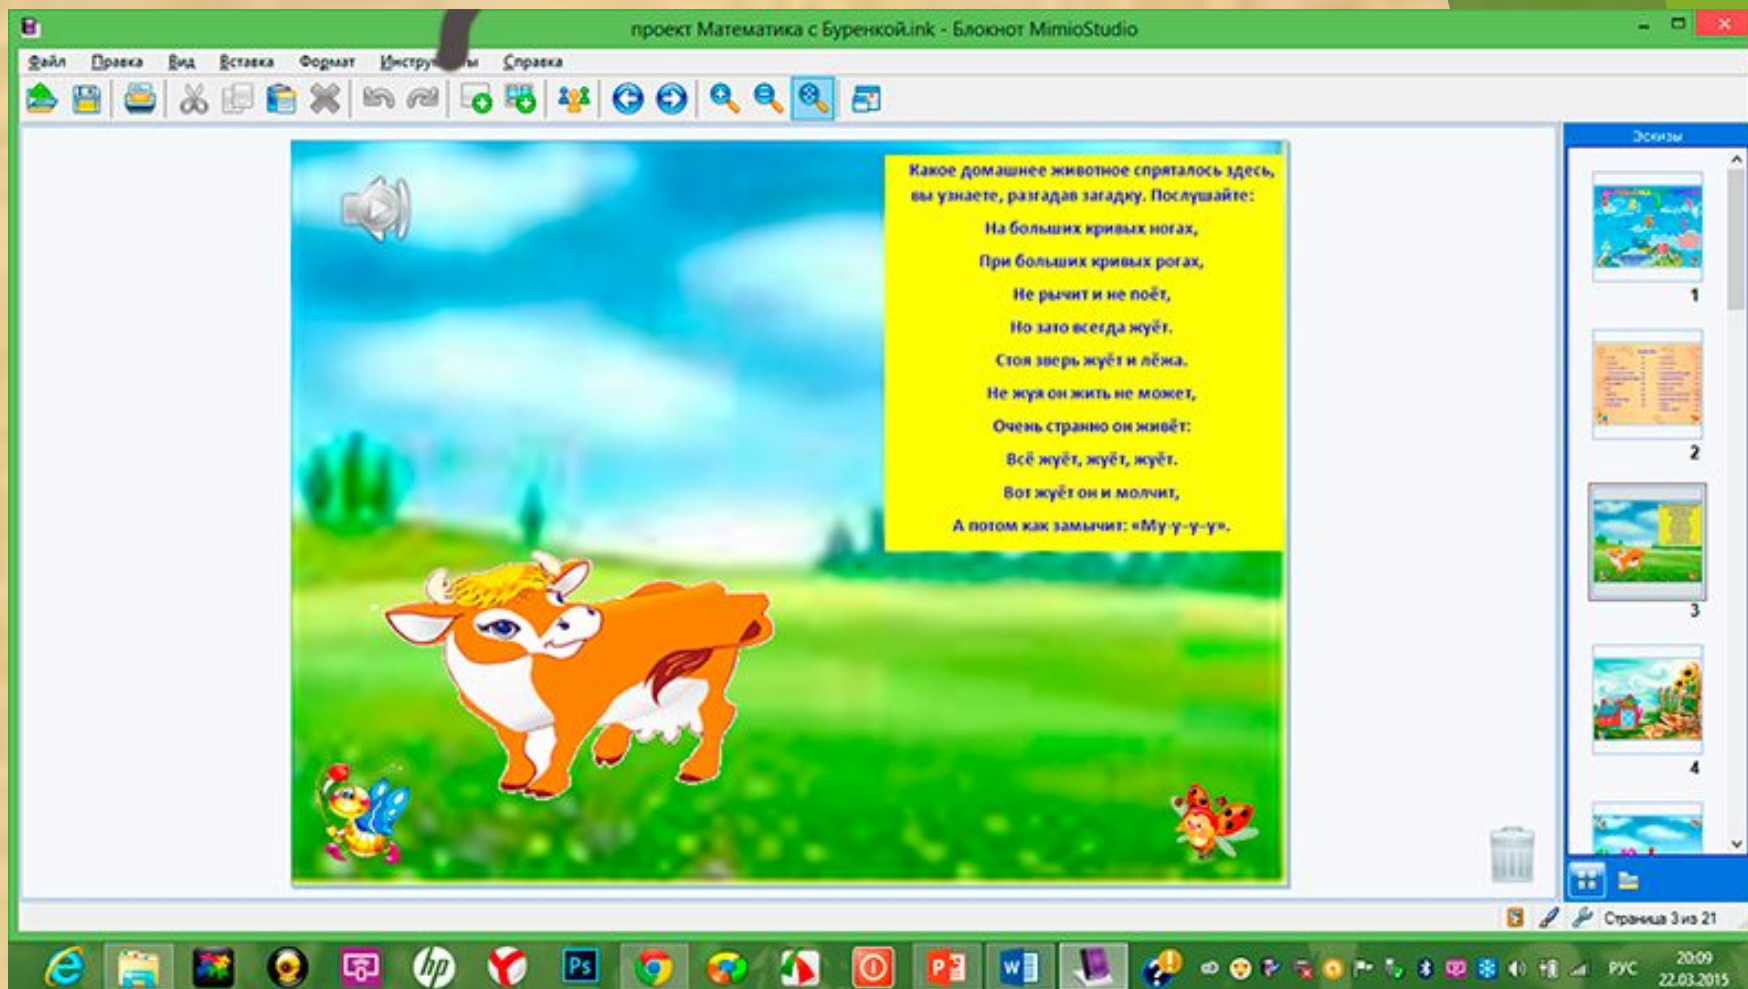 проект Математика с Буренкой.ink - Блокнот MimioStudio
Файл Правка Вид Вставка Формат Справка
Эскизы
Какое домашнее животное спряталось здесь,
вы узнаете, разгадав загадку. Послушайте:
На больших кривых ногах,
При больших кривых рогах,
Не рычит и не поёт,
Но зато всегда жуёт.
Стоя зверь жуёт и лёжа.
Не жуя он жить не может,
Очень странно он живёт:
Всё жуёт, жуёт, жуёт.
Вот жуёт он и молчит,
А потом как замычит: «Му-у-у-у».
1
2
3
4
Страница 3 из 21
hp
Ps
P
W
РУС
20:09
22.03.2015